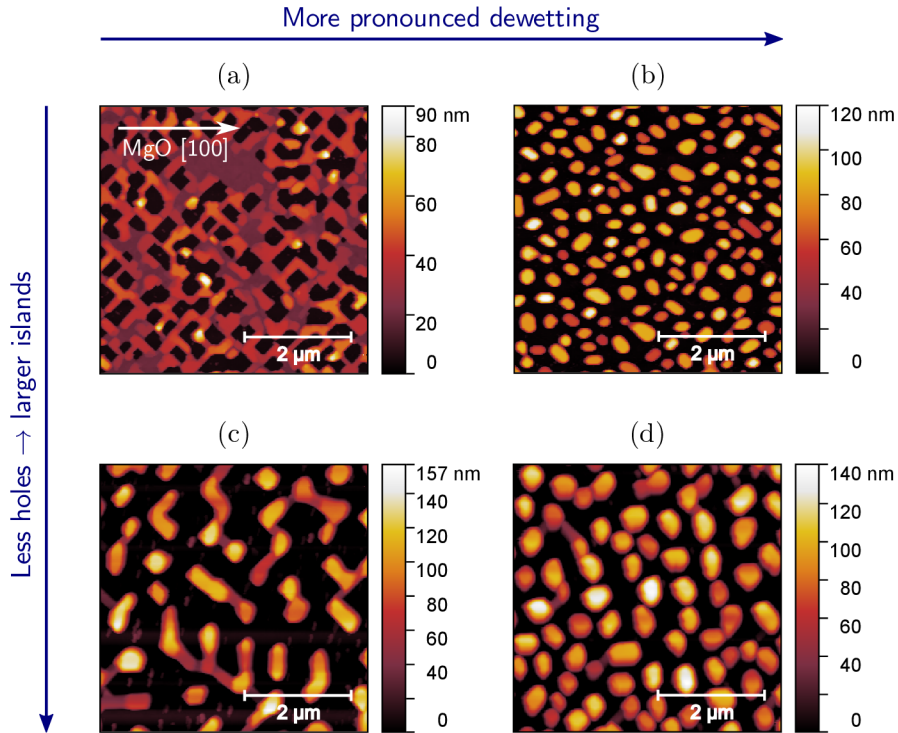 More pronounced dewetting
Less holes → larger islands
(a)
MgO [100]
2 µm
90 nm
80
60
40
20
0
(b)
2 µm
120 nm
100
80
60
40
0
(c)
2 µm
157 nm
140
120
100
80
60
40
0
(d)
2 µm
140 nm
120
100
80
60
40
0